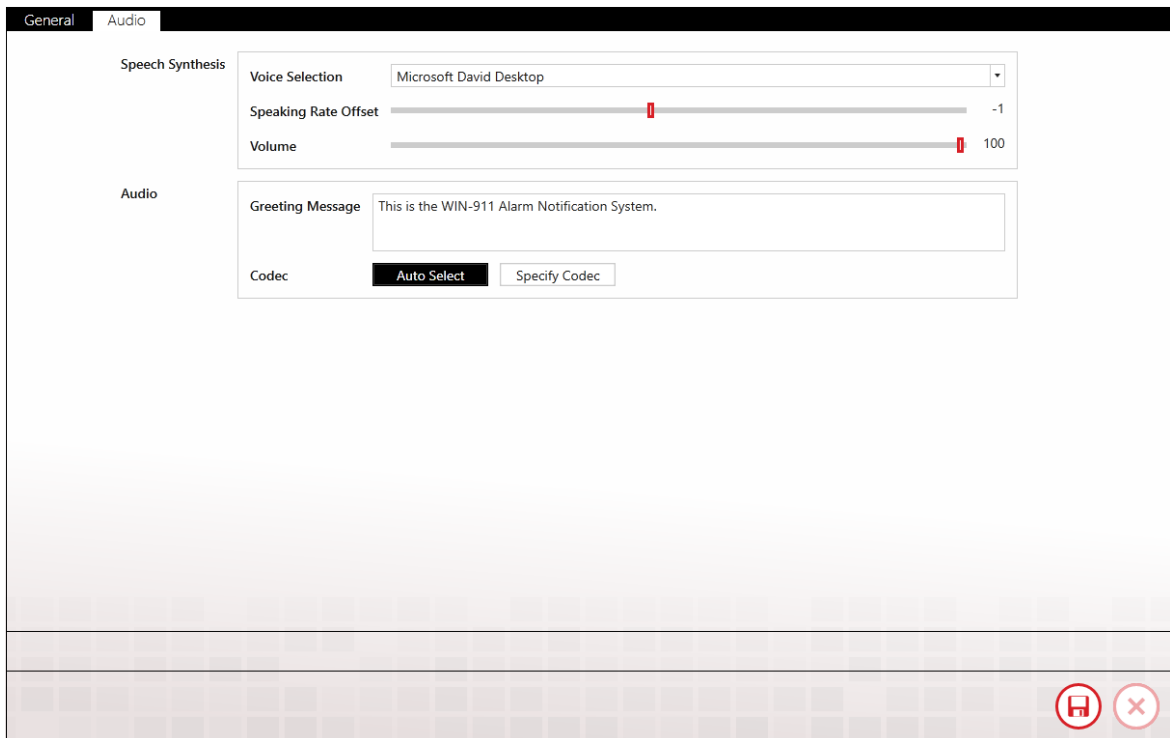 General Audio
Speech Synthesis
Voice Selection Microsoft David Desktop
Speaking Rate Offset -1
Volume 100
Audio
Greeting Message This is the WIN-911 Alarm Notification System.
Codec Auto Select Specify Codec